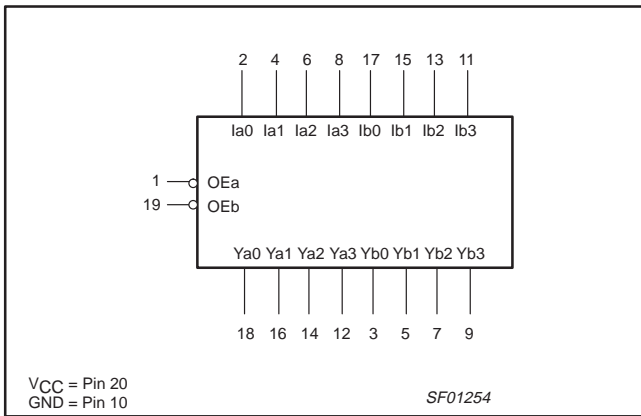 2 4 6 8 17 15 13 11
Ia0 Ia1 Ia2 Ia3 Ib0 Ib1 Ib2 Ib3
1 OEa
19 OEb
Ya0 Ya1 Ya2 Ya3 Yb0 Yb1 Yb2 Yb3
18 16 14 12 3 5 7 9
VCC = Pin 20
GND = Pin 10
SF01254